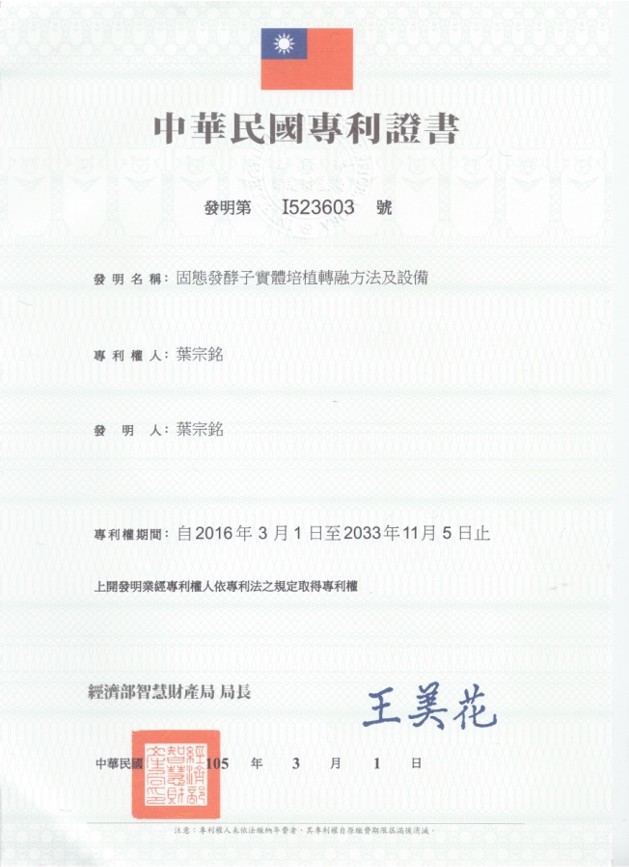 中華民國專利證書
發明第 I523603 號
發明名稱：固態發酵子實體培植轉融方法及設備
專利權人：葉宗銘
發明人：葉宗銘
專利權期間：自2016年3月1日至2033年11月5日止
上開發明業經專利權人依專利法之規定取得專利權
經濟部智慧財產局 局長
王美花
中華民國 105 年 3 月 1 日
經濟部智慧財產局印
注意：專利權人未依法繳納年費者，其專利權自原繳費期限屆滿後消滅。